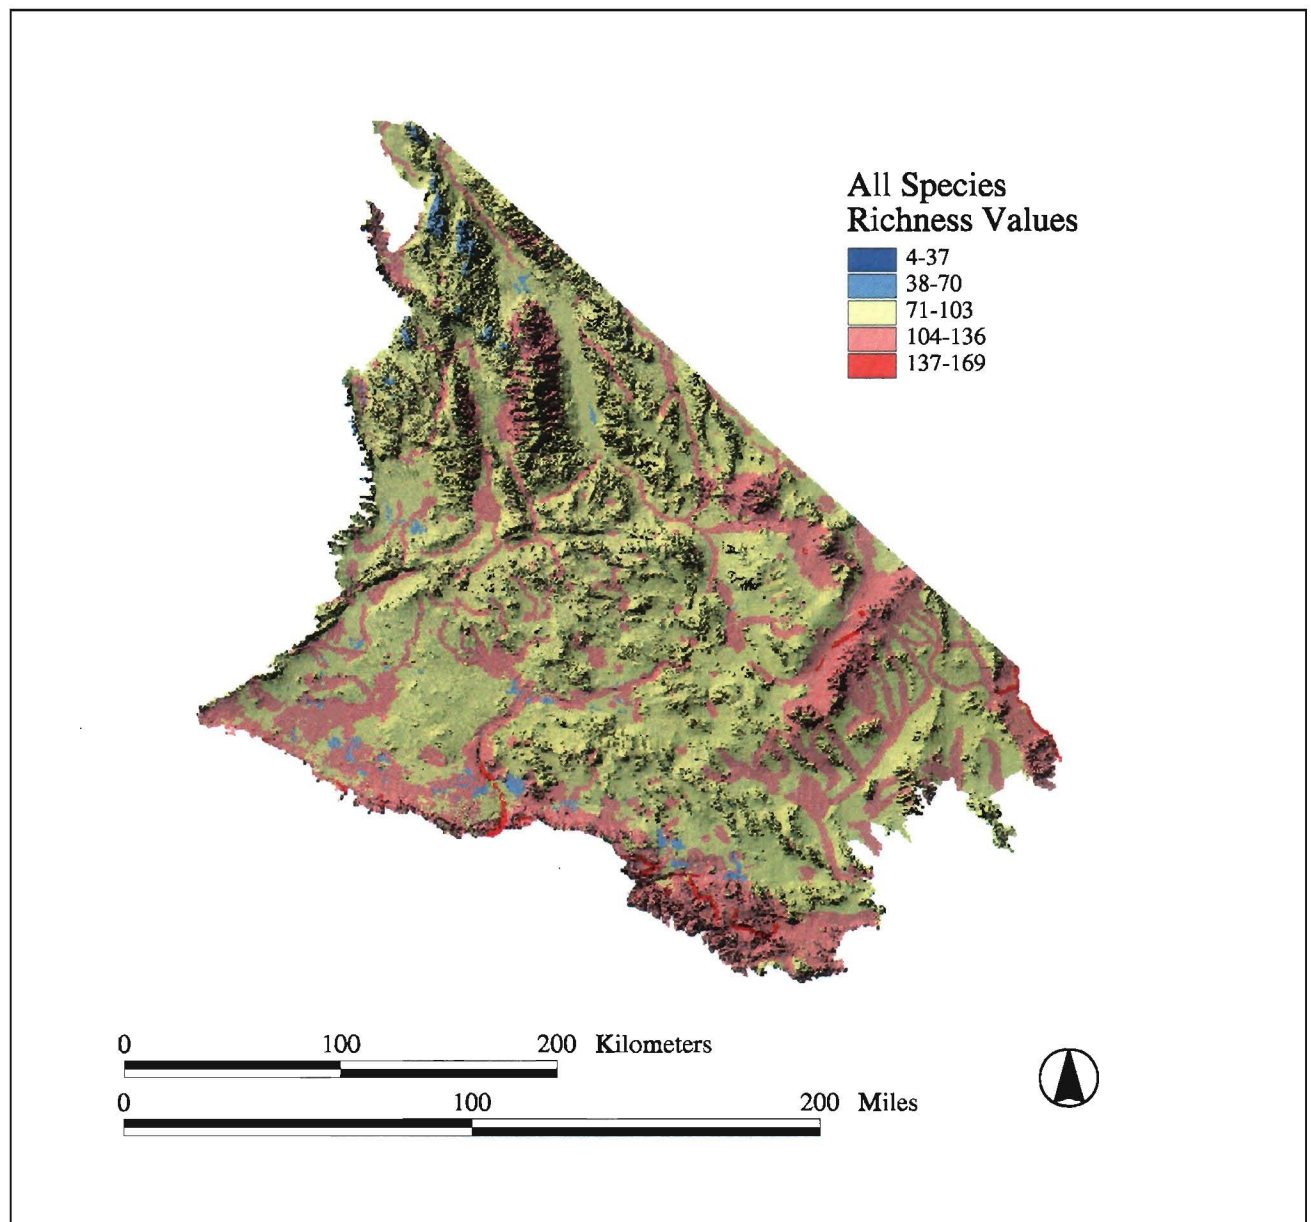 All Species
Richness Values
4-37
38-70
71-103
104-136
137-169
0 100 200 Kilometers
0 100 200 Miles